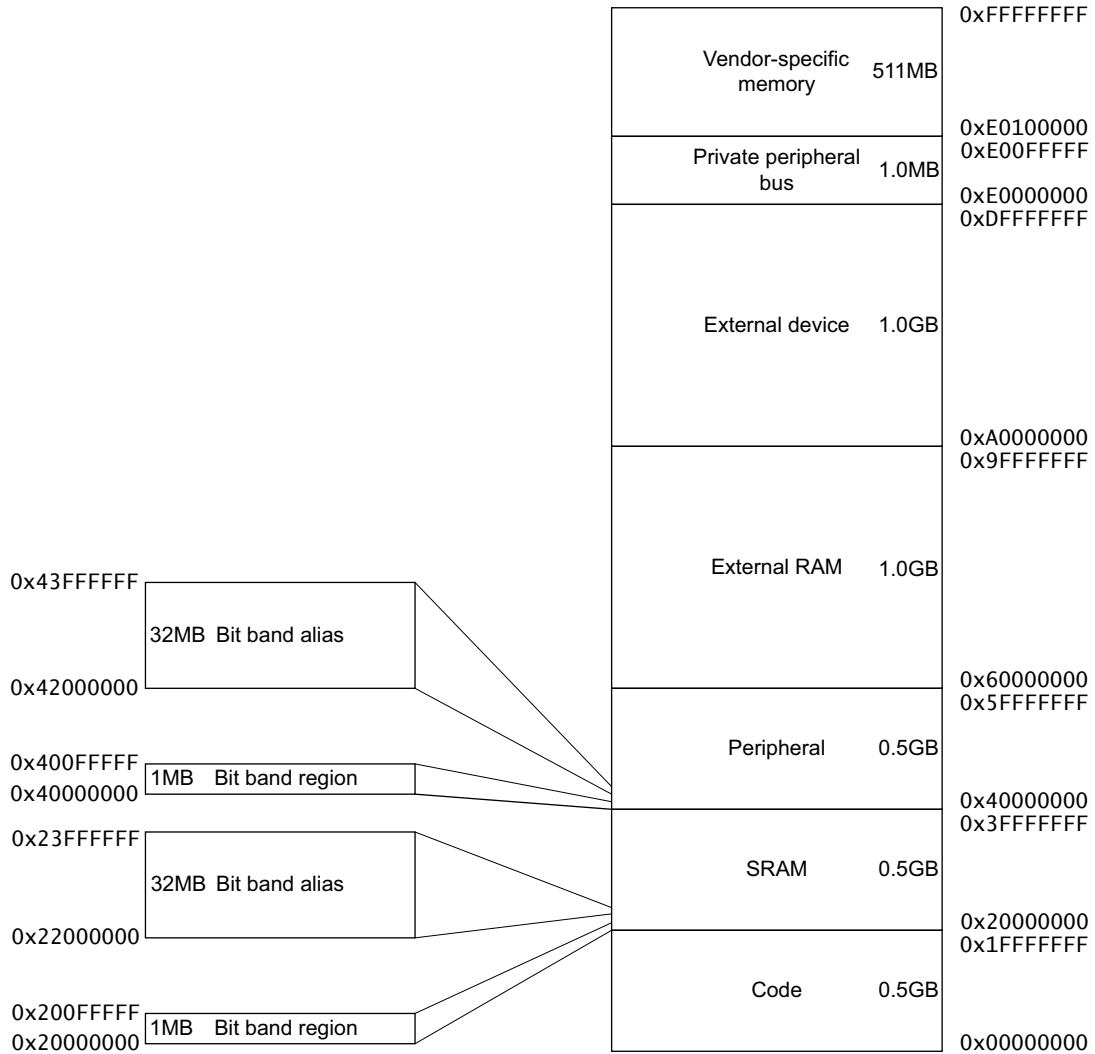 0xFFFFFFFF
Vendor-specific
memory
511MB
0xE0100000
0xE00FFFFF
Private peripheral
bus
1.0MB
0xE0000000
0xDFFFFFFF
External device
1.0GB
0xA0000000
0x9FFFFFFF
External RAM
1.0GB
0x60000000
0x5FFFFFFF
Peripheral
0.5GB
0x40000000
0x3FFFFFFF
SRAM
0.5GB
0x20000000
0x1FFFFFFF
Code
0.5GB
0x00000000
0x43FFFFFF
32MB Bit band alias
0x42000000
0x400FFFFF
1MB Bit band region
0x40000000
0x23FFFFFF
32MB Bit band alias
0x22000000
0x200FFFFF
1MB Bit band region
0x20000000